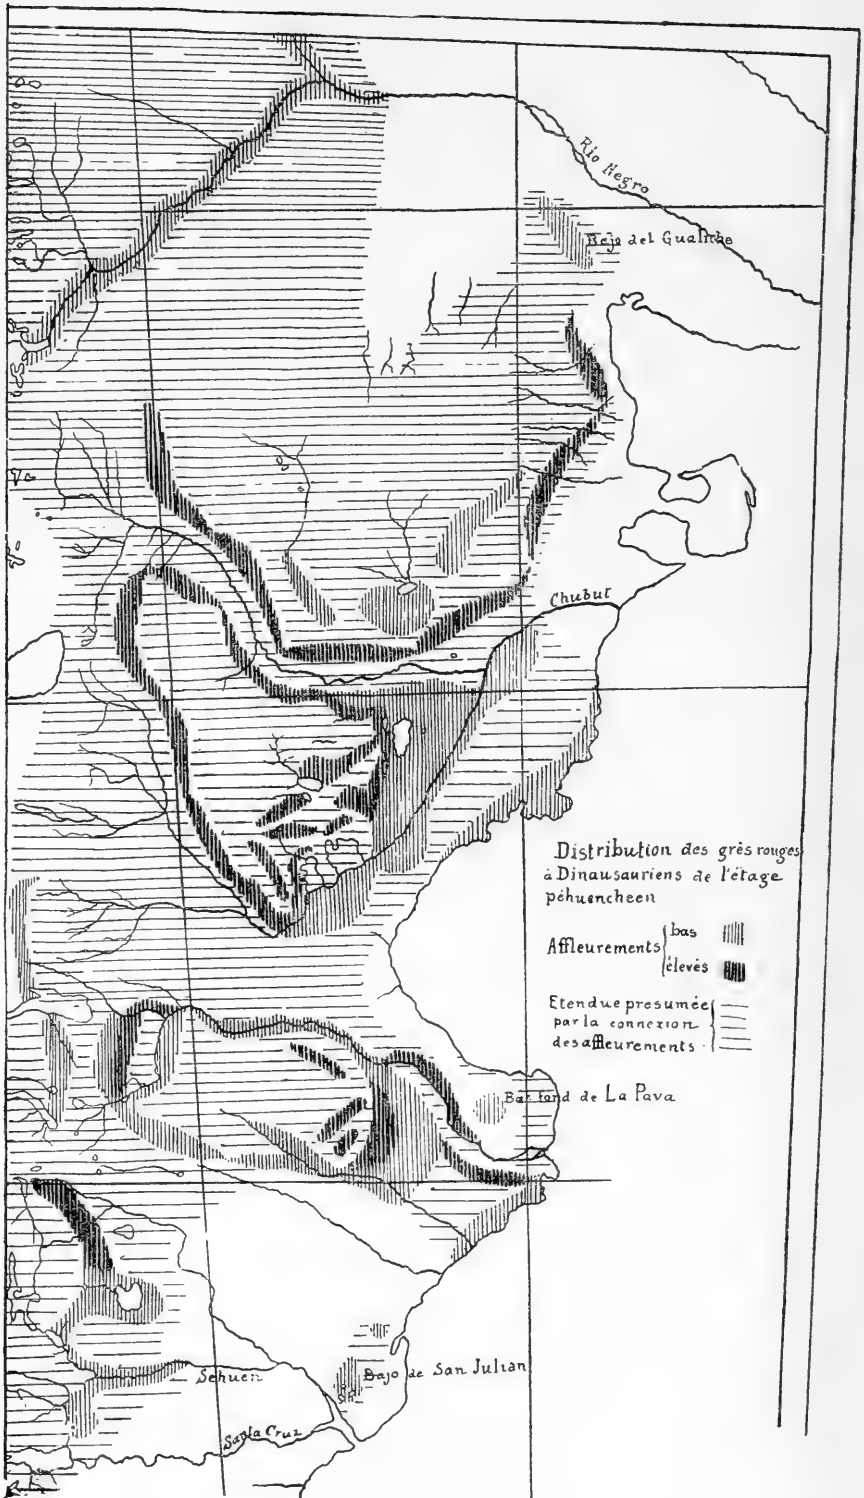 Rio Negro
Bajo del Gualicho
Chubut
Distribution des grès rouges
à Dinausauriens de l'étage
péhuencheen
Affleurements
bas
élevés
Etendue presumée
par la connexion
des affleurements
Bas fond de La Pava
Sehuen
Bajo de San Julian
Santa Cruz